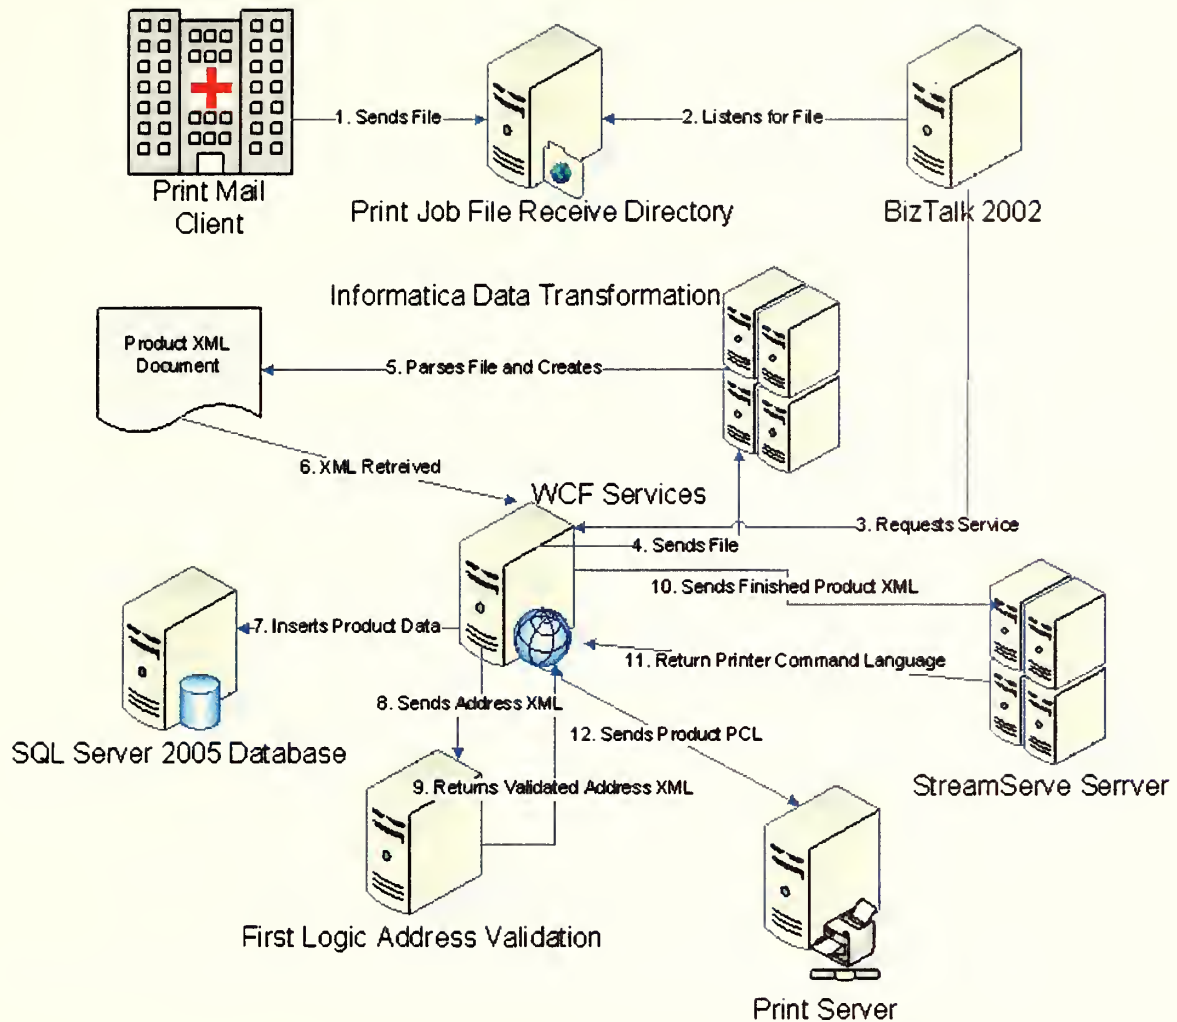 1. Sends File
2. Listens for File
Print Mail
Client
Print Job File Receive Directory
BizTalk 2002
Informatica Data Transformation
Product XML
Document
5. Parses File and Creates
6. XML Retreived
WCF Services
3. Requests Service
4. Sends File
10. Sends Finished Product XML
7. Inserts Product Data
11. Return Printer Command Language
8. Sends Address XML
12. Sends Product PCL
SQL Server 2005 Database
9. Returns Validated Address XML
StreamServe Serrver
First Logic Address Validation
Print Server